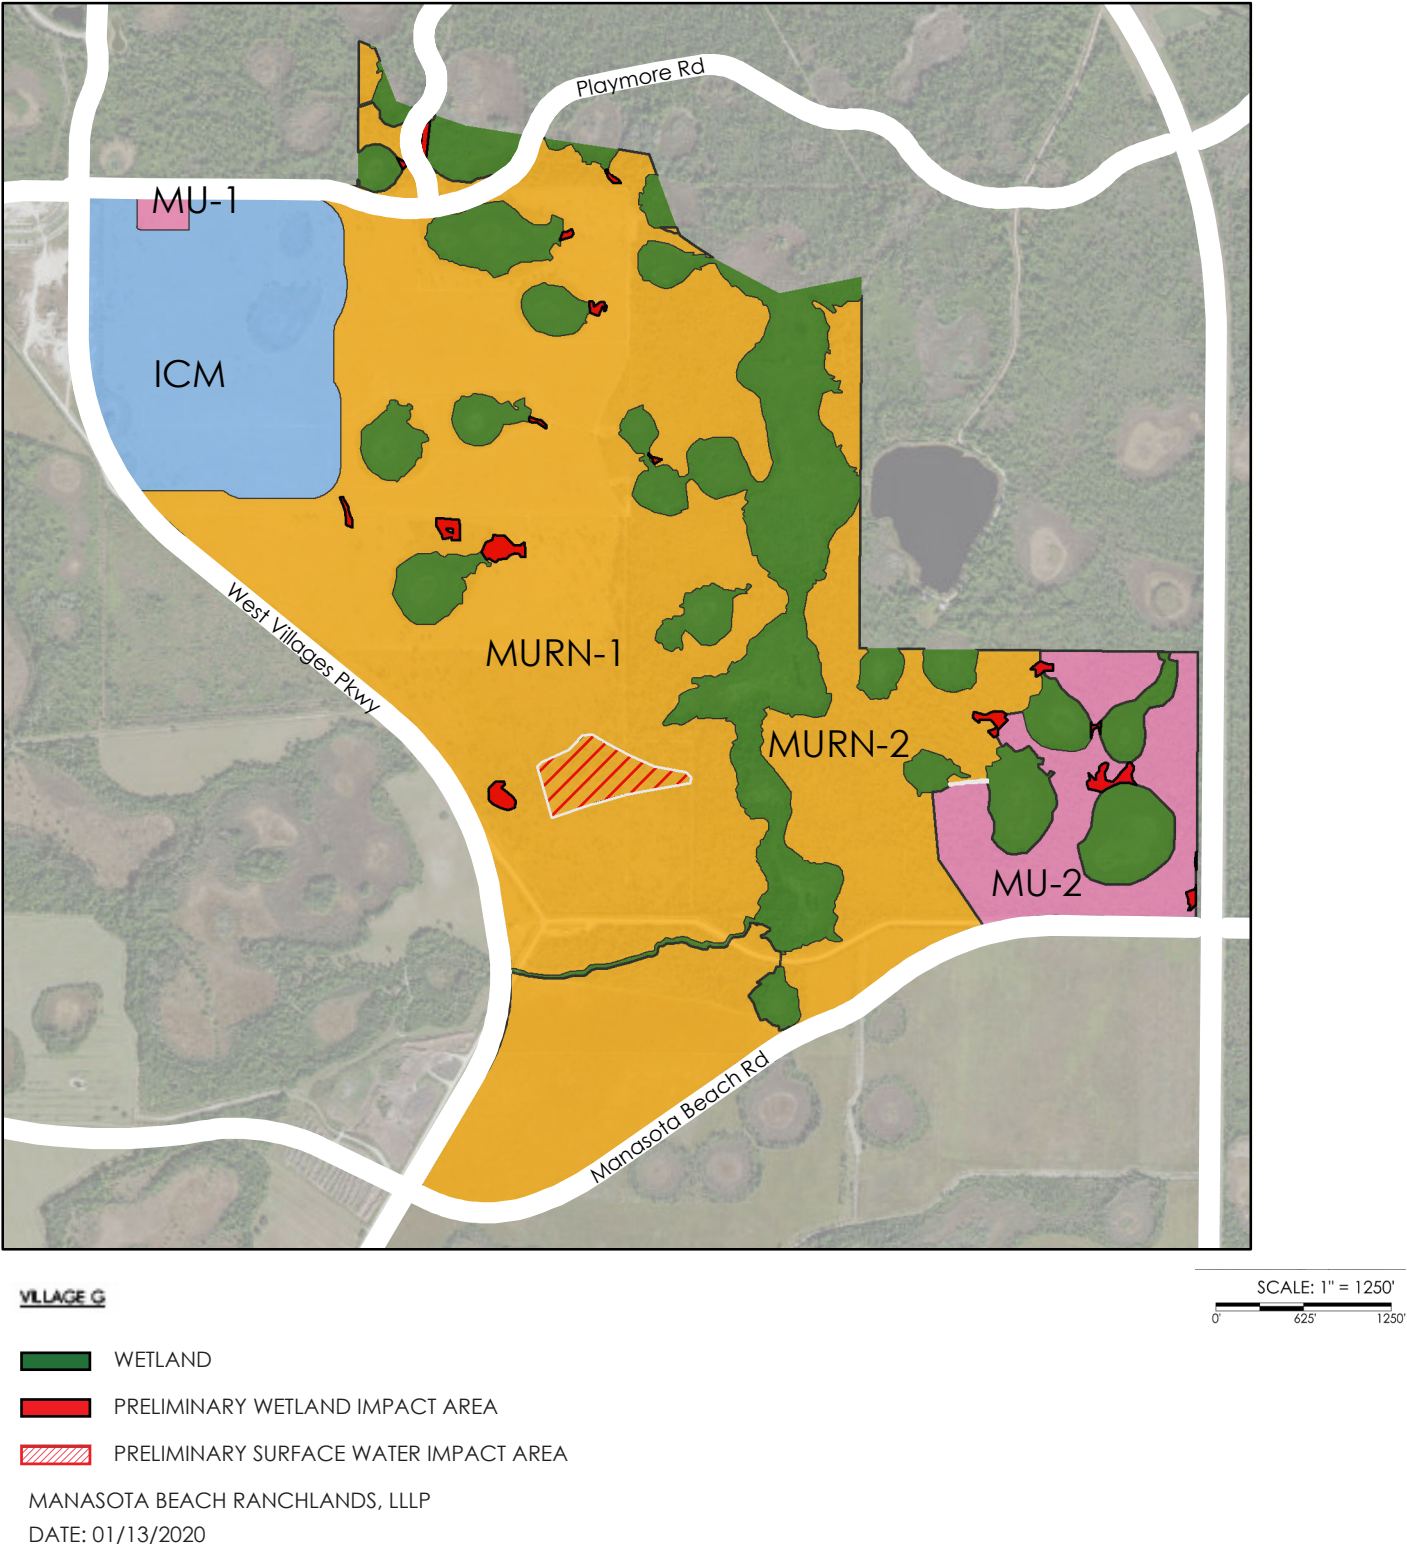 Playmore Rd
MU-1
ICM
West Villages Pkwy
MURN-1
MURN-2
MU-2
Manasota Beach Rd
VILLAGE G
SCALE: 1" = 1250'
0' 625' 1250'
WETLAND
PRELIMINARY WETLAND IMPACT AREA
PRELIMINARY SURFACE WATER IMPACT AREA
MANASOTA BEACH RANCHLANDS, LLLP
DATE: 01/13/2020